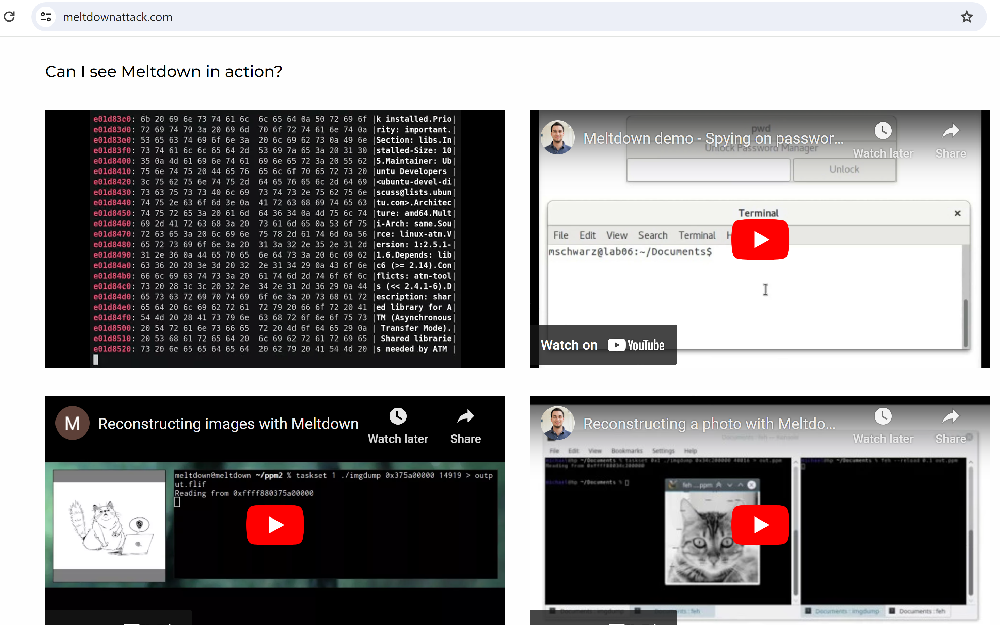 meltdownattack.com
Can I see Meltdown in action?
e01d83c0: 6b 20 69 6e 73 74 61 6c  6c 65 64 0a 50 72 69 6f |k installed.Prio|
e01d83d0: 72 69 74 79 3a 20 69 6d  70 6f 72 74 61 6e 74 0a |rity: important.|
e01d83e0: 53 65 63 74 69 6f 6e 3a  20 6c 69 62 73 0a 49 6e |Section: libs.In|
e01d83f0: 73 74 61 6c 6c 65 64 2d  53 69 7a 65 3a 20 31 30 |stalled-Size: 10|
e01d8400: 35 0a 4d 61 69 6e 74 61  69 6e 65 72 3a 20 55 62 |5.Maintainer: Ub|
e01d8410: 75 6e 74 75 20 44 65 76  65 6c 6f 70 65 72 73 20 |untu Developers |
e01d8420: 3c 75 62 75 6e 74 75 2d  64 65 76 65 6c 2d 64 69 |<ubuntu-devel-di|
e01d8430: 73 63 75 73 73 40 6c 69  73 74 73 2e 75 62 75 6e |scuss@lists.ubun|
e01d8440: 74 75 2e 63 6f 6d 3e 0a  41 72 63 68 69 74 65 63 |tu.com>.Architec|
e01d8450: 74 75 72 65 3a 20 61 6d  64 36 34 0a 4d 75 6c 74 |ture: amd64.Mult|
e01d8460: 69 2d 41 72 63 68 3a 20  73 61 6d 65 0a 53 6f 75 |i-Arch: same.Sou|
e01d8470: 72 63 65 3a 20 6c 69 6e  75 78 2d 61 74 6d 0a 56 |rce: linux-atm.V|
e01d8480: 65 72 73 69 6f 6e 3a 20  31 3a 32 2e 35 2e 31 2d |ersion: 1:2.5.1-|
e01d8490: 31 2e 36 0a 44 65 70 65  6e 64 73 3a 20 6c 69 62 |1.6.Depends: lib|
e01d84a0: 63 36 20 28 3e 3d 20 32  2e 31 34 29 0a 43 6f 6e |c6 (>= 2.14).Con|
e01d84b0: 66 6c 69 63 74 73 3a 20  61 74 6d 2d 74 6f 6f 6c |flicts: atm-tool|
e01d84c0: 73 20 28 3c 3c 20 32 2e  34 2e 31 2d 36 29 0a 44 |s (<< 2.4.1-6).D|
e01d84d0: 65 73 63 72 69 70 74 69  6f 6e 3a 20 73 68 61 72 |escription: shar|
e01d84e0: 65 64 20 6c 69 62 72 61  72 79 20 66 6f 72 20 41 |ed library for A|
e01d84f0: 54 4d 20 28 41 73 79 6e  63 68 72 6f 6e 6f 75 73 |TM (Asynchronous|
e01d8500: 20 54 72 61 6e 73 66 65  72 20 4d 6f 64 65 29 0a | Transfer Mode).|
e01d8510: 20 53 68 61 72 65 64 20  6c 69 62 72 61 72 69 65 | Shared librarie|
e01d8520: 73 20 6e 65 65 64 65 64  20 62 79 20 41 54 4d 20 |s needed by ATM |
pwd
Meltdown demo - Spying on passwor...
Unlock Password Manager
Watch later
Share
Unlock
Terminal
File Edit View Search Terminal H
mschwarz@lab06:~/Documents$
Watch on YouTube
M
Reconstructing images with Meltdown
Watch later
Share
meltdown@meltdown ~/ppm2 % taskset 1 ./imgdump 0x375a00000 14919 > outp
ut.flif
Reading from 0xffff880375a00000
Reconstructing a photo with Meltdo...
Watch later
Share
File Edit View Bookmarks Settings Help
michael@hp ~/Documents % taskset 0x1 ./imgdump 0x34c200000 40016 > out.ppm
Reading from 0xffff88034c200000
michael@hp ~/Documents %
michael@hp ~/Documents % feh --reload 0.1 out.ppm
feh ...ppm
Documents : imgdump
Documents : feh